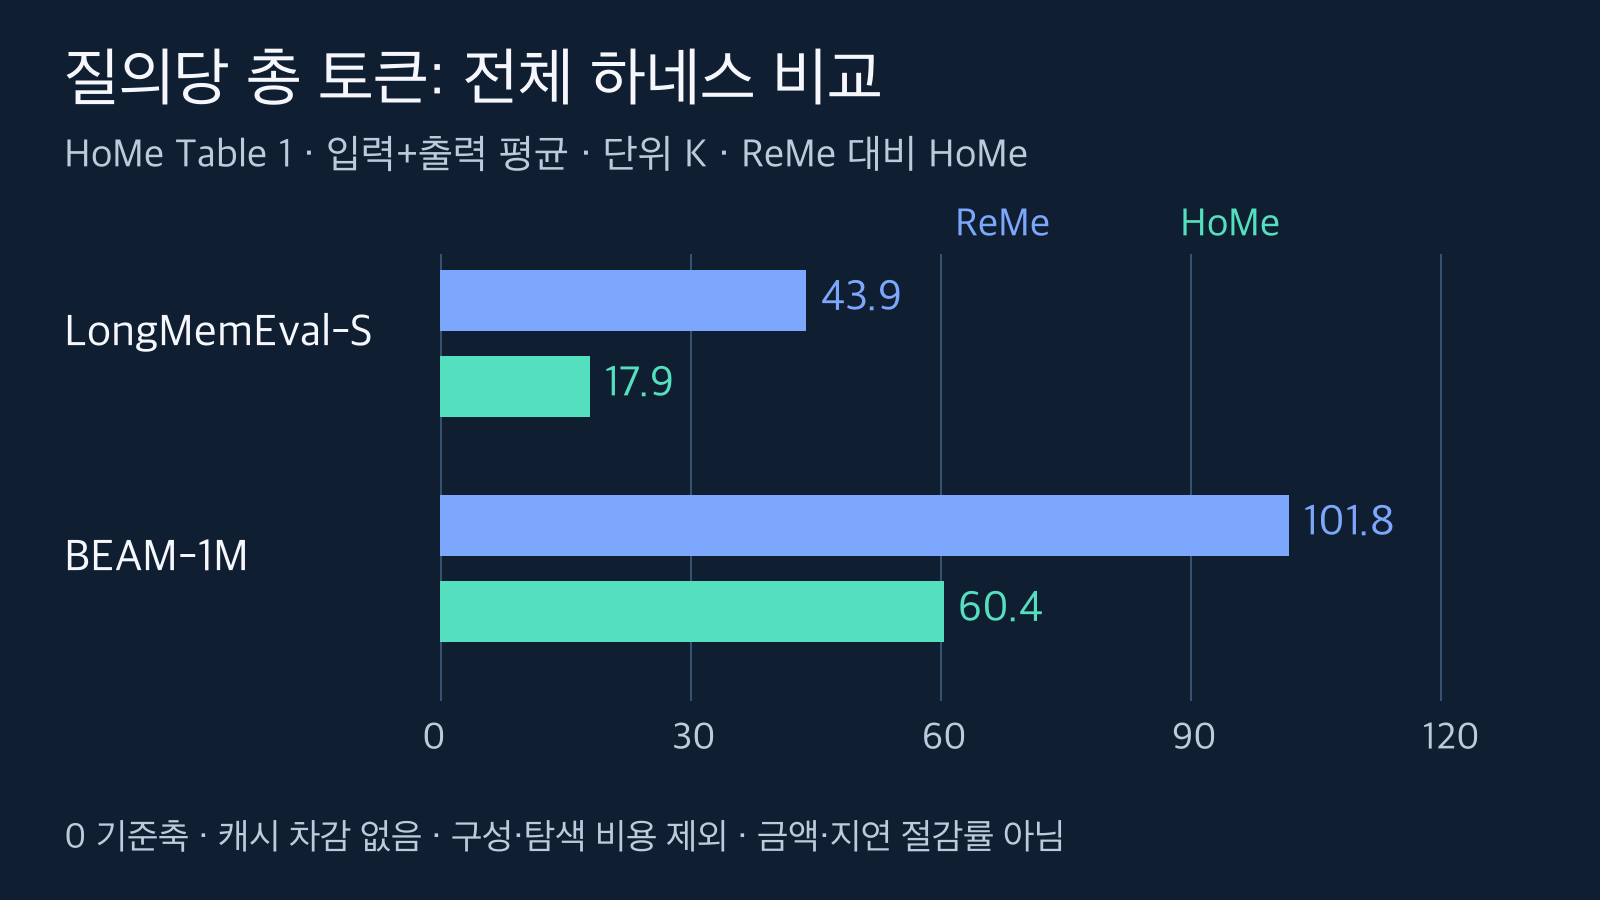 질의당 총 토큰: 전체 하네스 비교
HoMe Table 1 · 입력+출력 평균 · 단위 K · ReMe 대비 HoMe
ReMe HoMe
LongMemEval-S
43.9
17.9
BEAM-1M
101.8
60.4
0 30 60 90 120
0 기준축 · 캐시 차감 없음 · 구성·탐색 비용 제외 · 금액·지연 절감률 아님